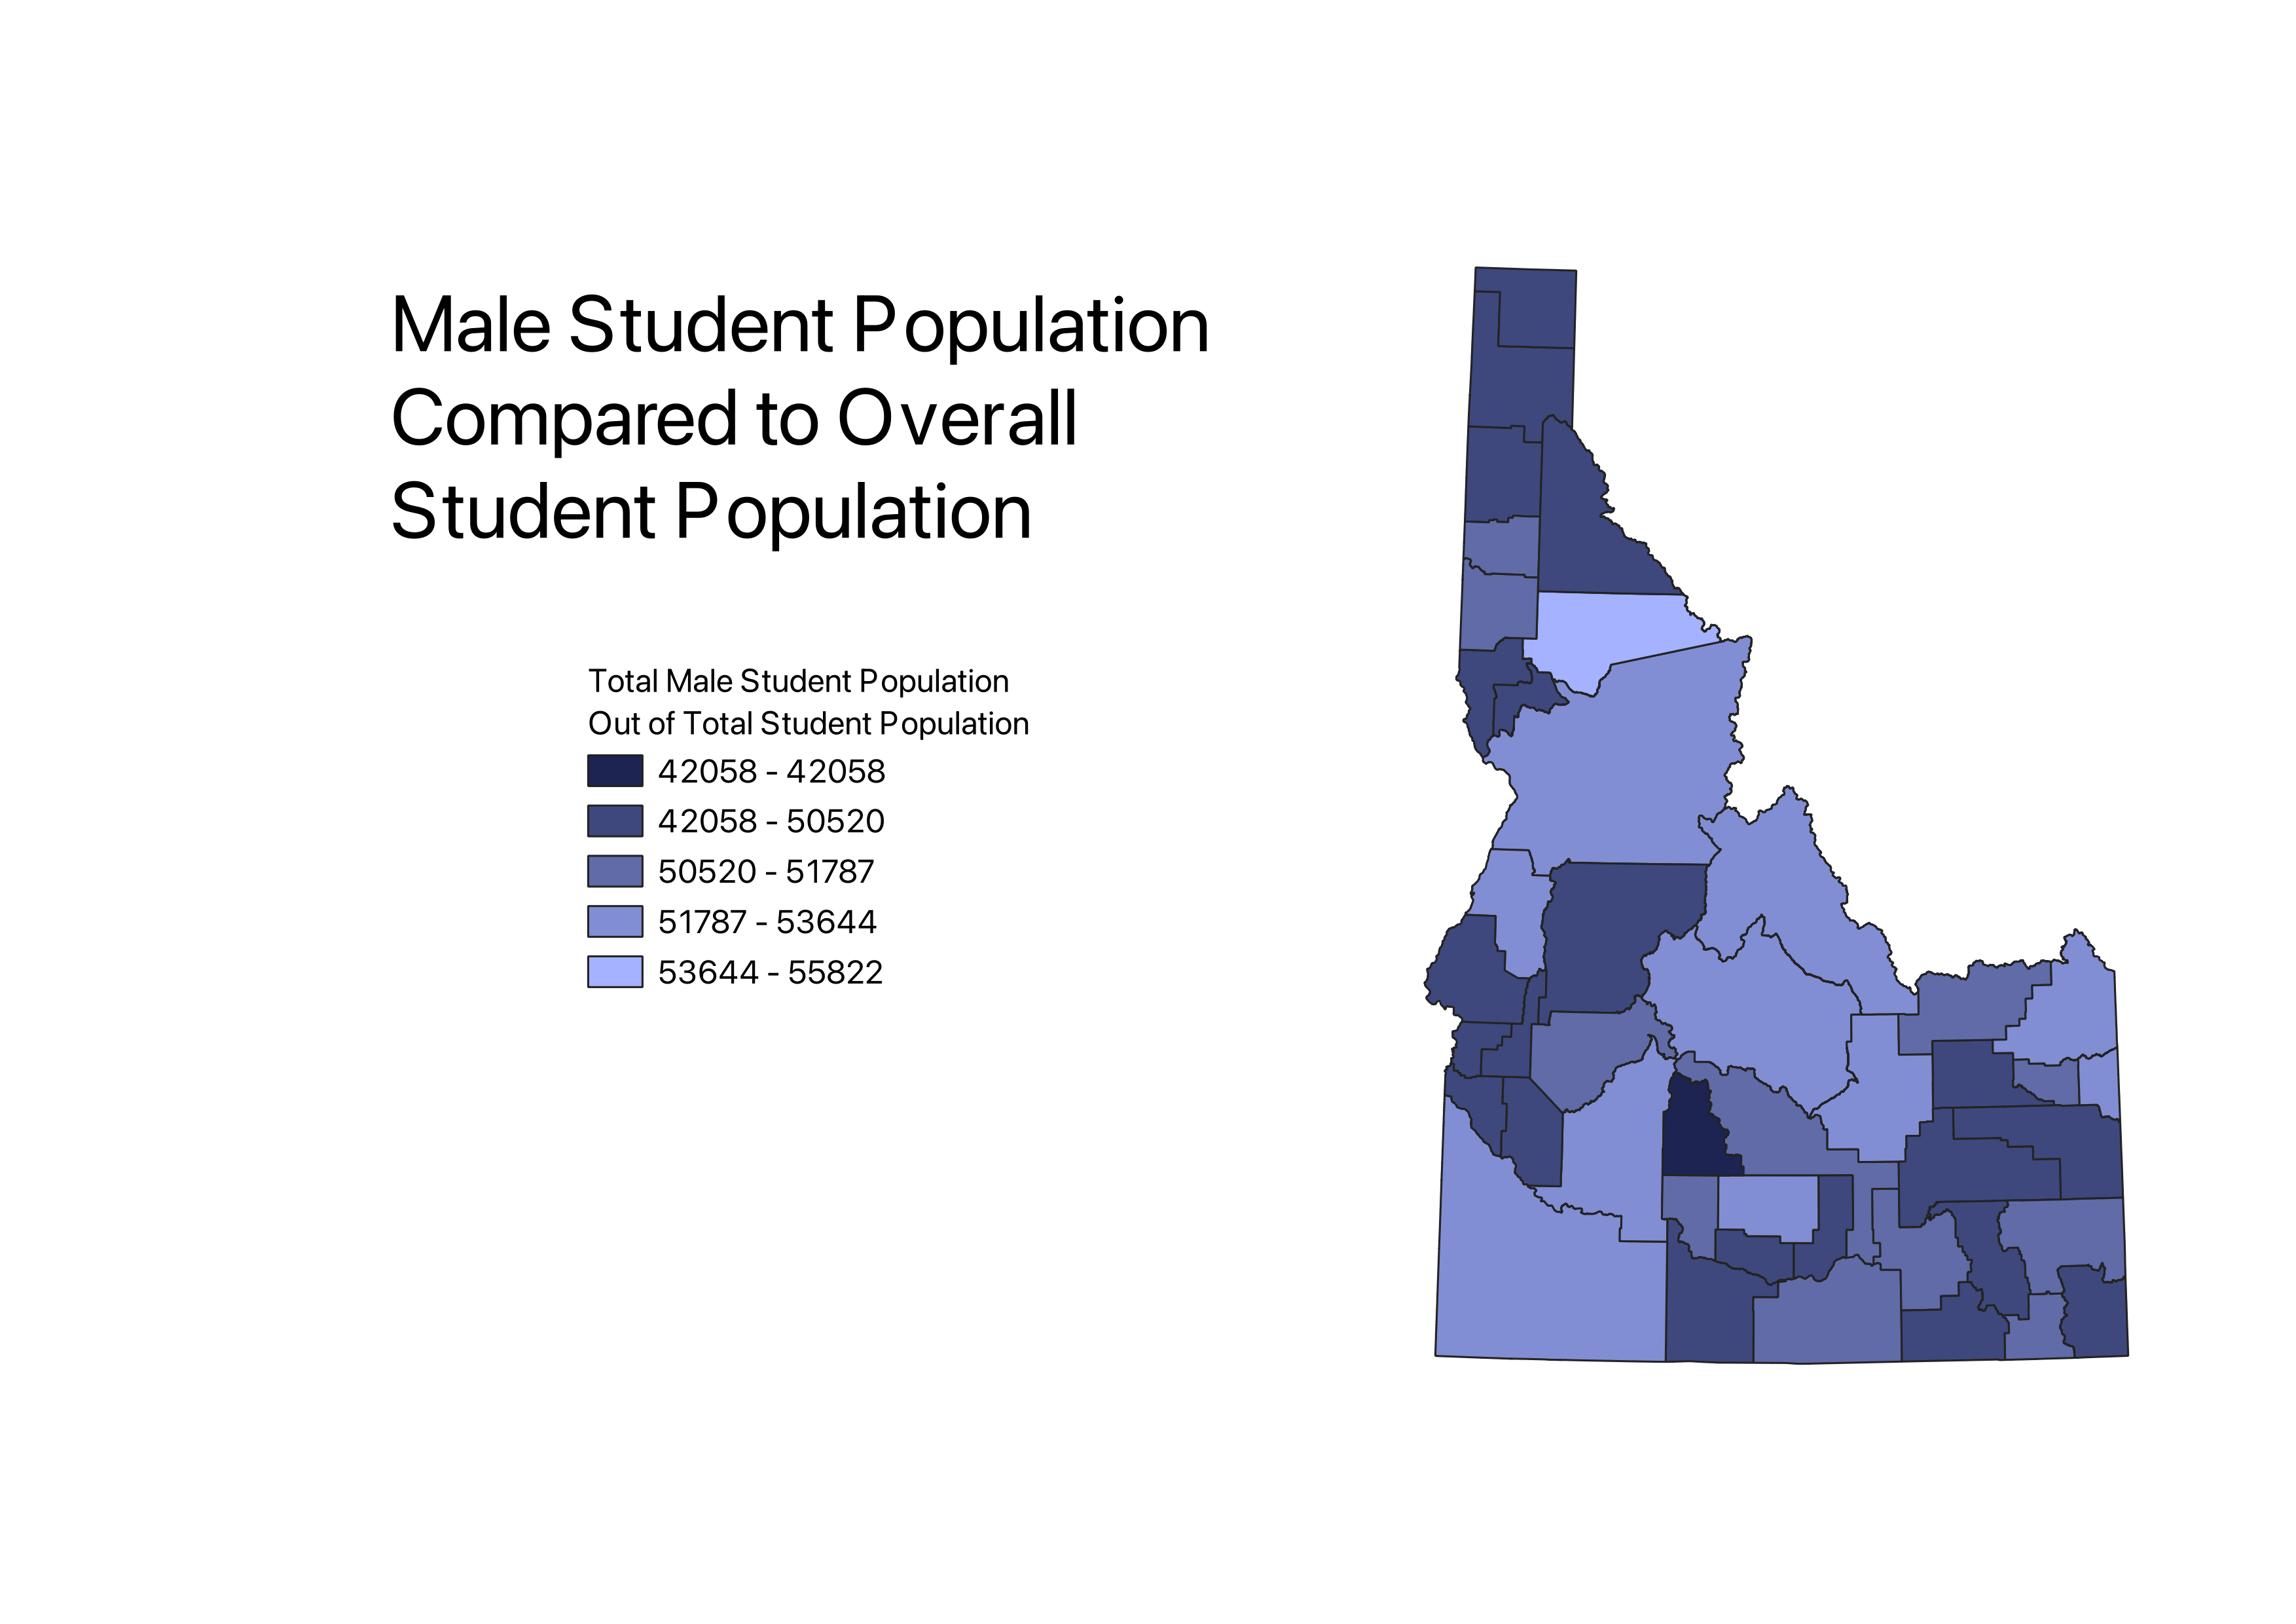 Male Student Population
Compared to Overall
Student Population
Total Male Student Population
Out of Total Student Population
42058 - 42058
42058 - 50520
50520 - 51787
51787 - 53644
53644 - 55822